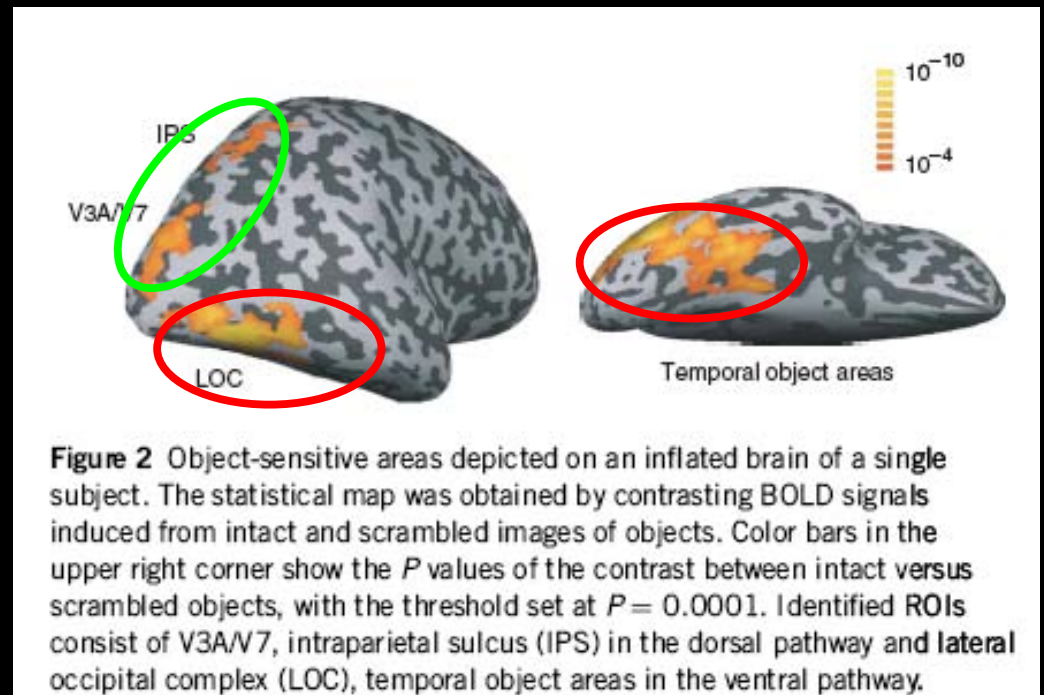 10⁻¹⁰
10⁻⁴
IPS
V3A/V7
LOC
Temporal object areas
Figure 2 Object-sensitive areas depicted on an inflated brain of a single
subject. The statistical map was obtained by contrasting BOLD signals
induced from intact and scrambled images of objects. Color bars in the
upper right corner show the P values of the contrast between intact versus
scrambled objects, with the threshold set at P = 0.0001. Identified ROIs
consist of V3A/V7, intraparietal sulcus (IPS) in the dorsal pathway and lateral
occipital complex (LOC), temporal object areas in the ventral pathway.